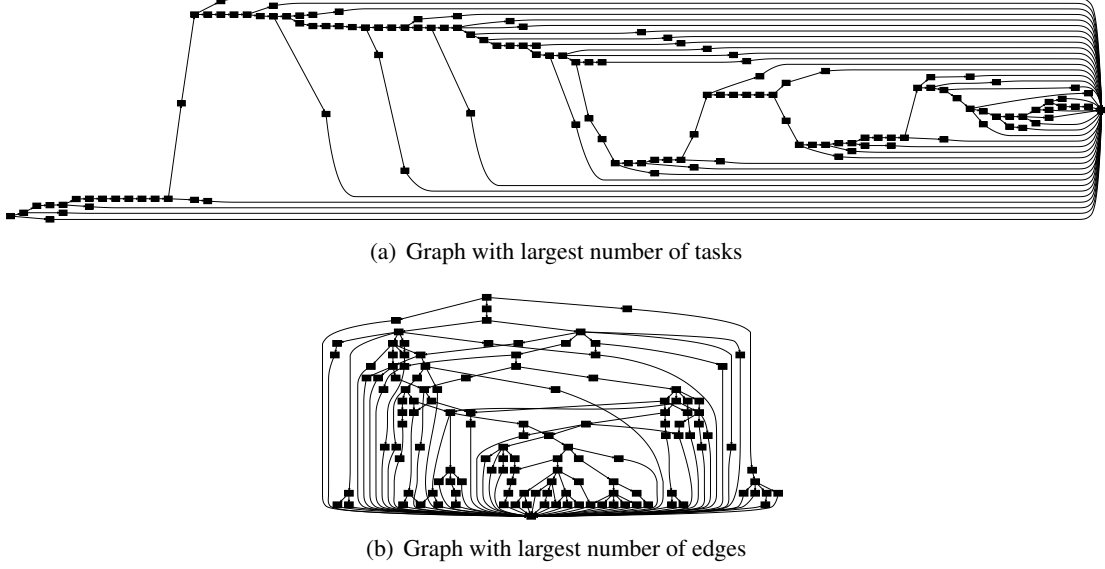 (a) Graph with largest number of tasks
(b) Graph with largest number of edges